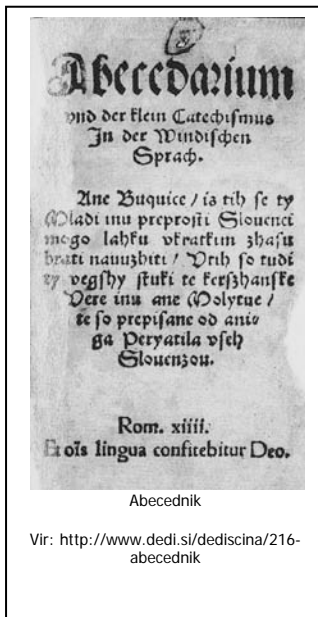 Abecedarium
vnd der klein Catechismus
In der Windischen
Sprach.
Ane Buquice / is tih se ty
Mladi inu preprosti Slouenci
mogo lahku vkratkim zhasu
brati nauuzhiti / Vtih so tudi
ty vegshy stuki te kerszhanske
Vere inu ane Molytue /
te so prepisane od ani⸗
ga Peryatila vseh
Slouenzou.
Rom. xiiii.
Et oīs lingua confitebitur Deo.
Abecednik
Vir: http://www.dedi.si/dediscina/216-
abecednik